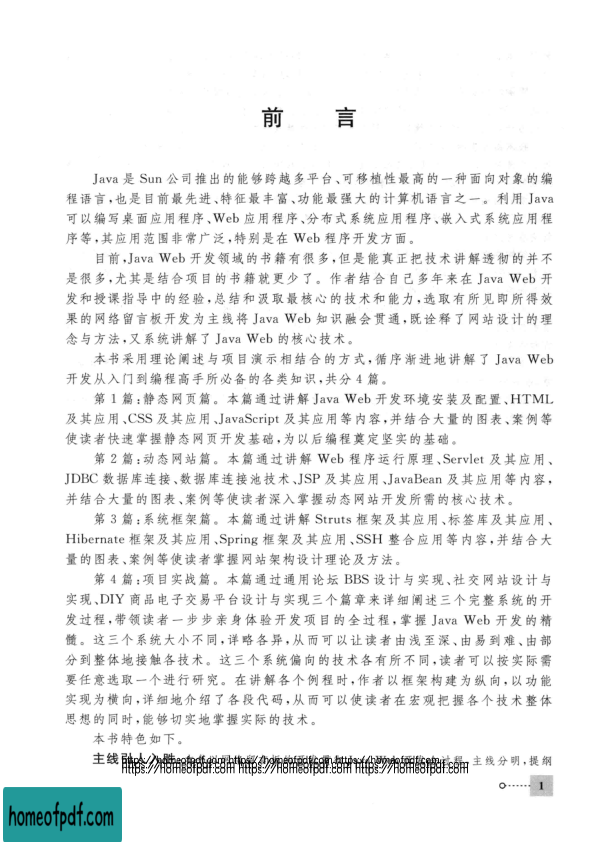 前 言
Java 是 Sun 公司推出的能够跨越多平台、可移植性最高的一种面向对象的编
程语言,也是目前最先进、特征最丰富、功能最强大的计算机语言之一。利用 Java
可以编写桌面应用程序、Web 应用程序、分布式系统应用程序、嵌入式系统应用程
序等,其应用范围非常广泛,特别是在 Web 程序开发方面。
目前,Java Web 开发领域的书籍有很多,但是能真正把技术讲解透彻的并不
是很多,尤其是结合项目的书籍就更少了。作者结合自己多年来在 Java Web 开
发和授课指导中的经验,总结和汲取最核心的技术和能力,选取有所见即所得效
果的网络留言板开发为主线将 Java Web 知识融会贯通,既诠释了网站设计的理
念与方法,又系统讲解了 Java Web 的核心技术。
本书采用理论阐述与项目演示相结合的方式,循序渐进地讲解了 Java Web
开发从入门到编程高手所必备的各类知识,共分 4 篇。
第 1 篇:静态网页篇。本篇通过讲解 Java Web 开发环境安装及配置、HTML
及其应用、CSS 及其应用、JavaScript 及其应用等内容,并结合大量的图表、案例等
使读者快速掌握静态网页开发基础,为以后编程奠定坚实的基础。
第 2 篇:动态网站篇。本篇通过讲解 Web 程序运行原理、Servlet 及其应用、
JDBC 数据库连接、数据库连接池技术、JSP 及其应用、JavaBean 及其应用等内容,
并结合大量的图表、案例等使读者深入掌握动态网站开发所需的核心技术。
第 3 篇:系统框架篇。本篇通过讲解 Struts 框架及其应用、标签库及其应用、
Hibernate 框架及其应用、Spring 框架及其应用、SSH 整合应用等内容,并结合大
量的图表、案例等使读者掌握网站架构设计理论及方法。
第 4 篇:项目实战篇。本篇通过通用论坛 BBS 设计与实现、社交网站设计与
实现、DIY 商品电子交易平台设计与实现三个篇章来详细阐述三个完整系统的开
发过程,带领读者一步步亲身体验开发项目的全过程,掌握 Java Web 开发的精
髓。这三个系统大小不同,详略各异,从而可以让读者由浅至深、由易到难、由部
分到整体地接触各技术。这三个系统偏向的技术各有所不同,读者可以按实际需
要任意选取一个进行研究。在讲解各个例程时,作者以框架构建为纵向,以功能
实现为横向,详细地介绍了各段代码,从而可以使读者在宏观把握各个技术整体
思想的同时,能够切实地掌握实际的技术。
本书特色如下。
主线引人入胜 主线分明,提纲
https://homeofpdf.com https://homeofpdf.com https://homeofpdf.com
https://homeofpdf.com https://homeofpdf.com https://homeofpdf.com
1
homeofpdf.com